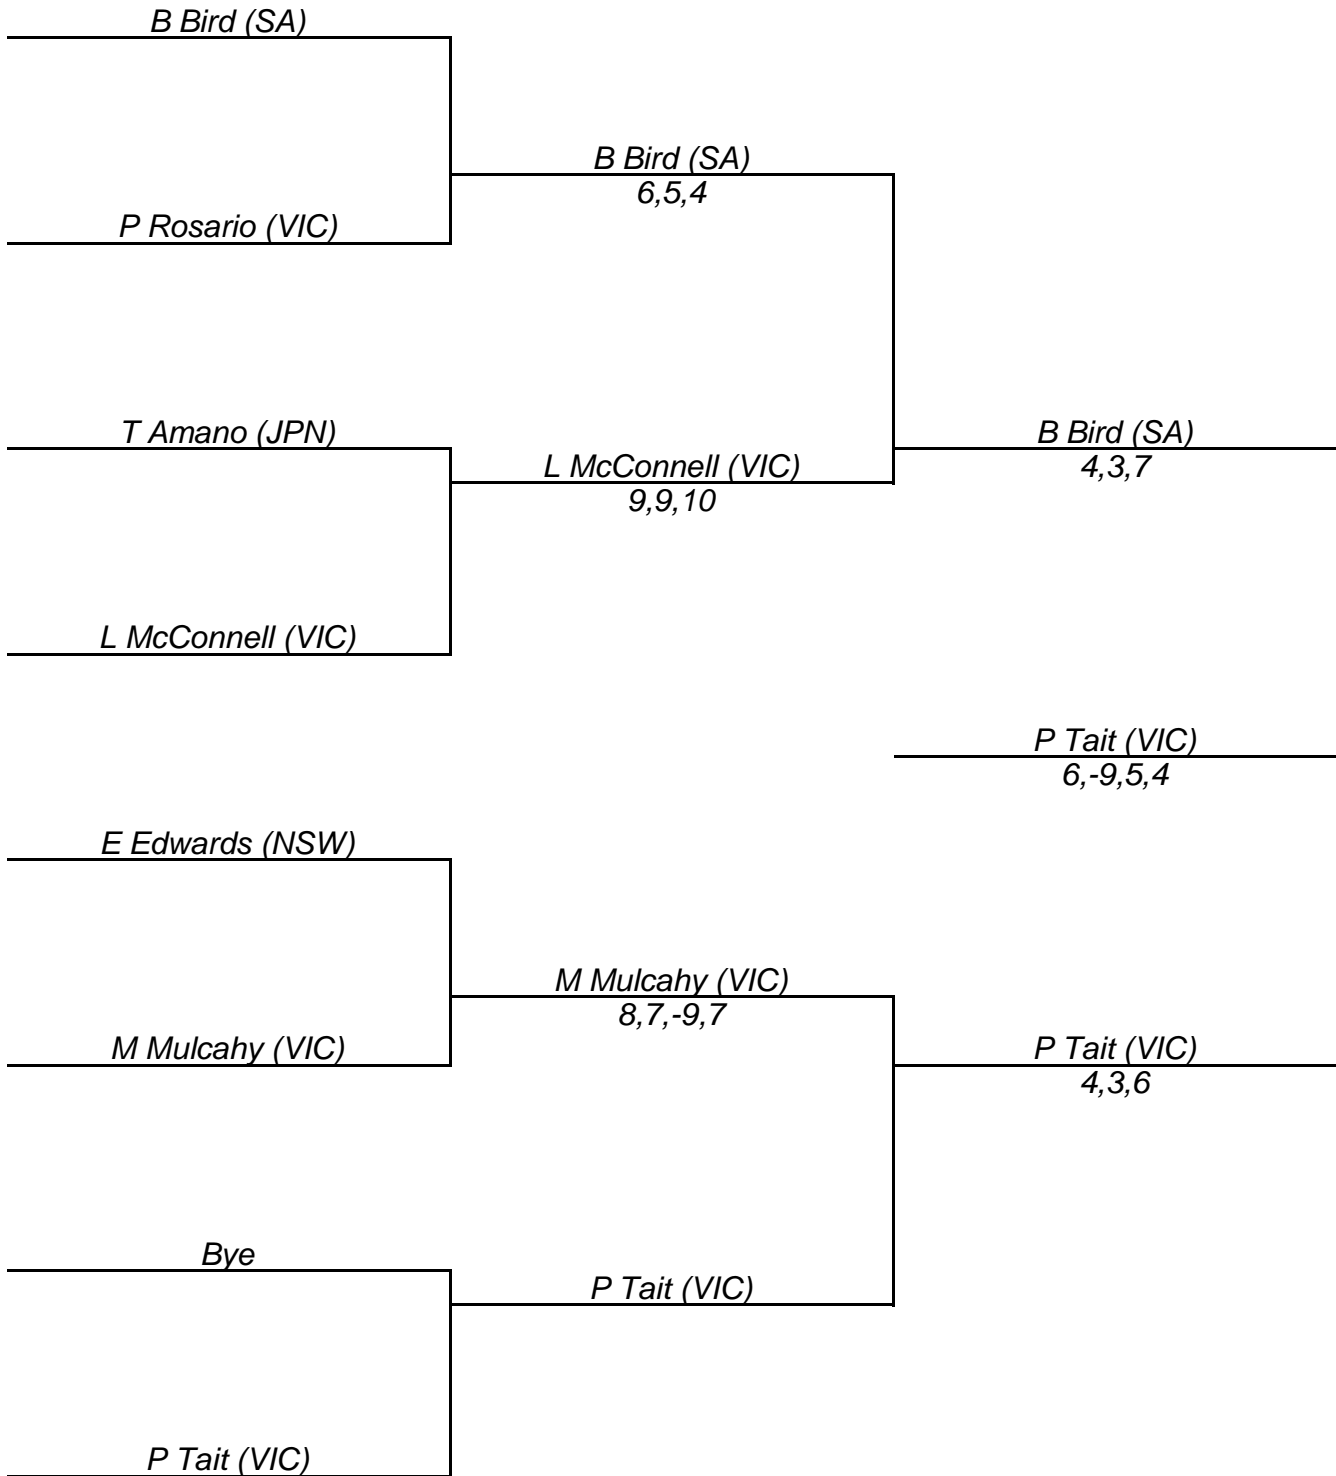 B Bird (SA)
B Bird (SA)
6,5,4
P Rosario (VIC)
T Amano (JPN)
B Bird (SA)
4,3,7
L McConnell (VIC)
9,9,10
L McConnell (VIC)
P Tait (VIC)
6,-9,5,4
E Edwards (NSW)
M Mulcahy (VIC)
8,7,-9,7
M Mulcahy (VIC)
P Tait (VIC)
4,3,6
Bye
P Tait (VIC)
P Tait (VIC)